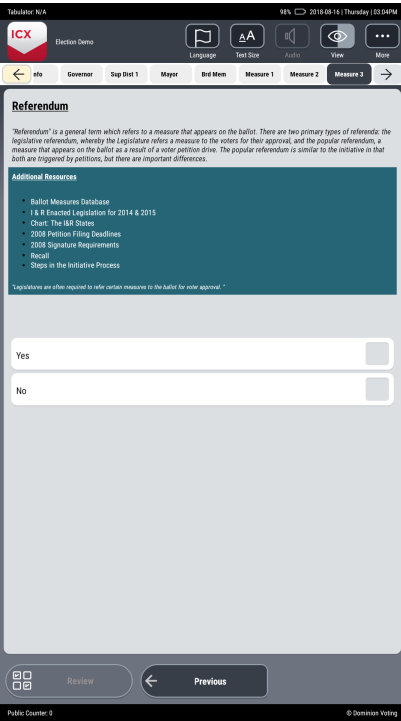 Tabulator: N/A 98% 2018-08-16 | Thursday | 03:04PM
ICX
Election Demo
AA
Language Text Size Audio View More
nfo Governor Sup Dist 1 Mayor Brd Mem Measure 1 Measure 2 Measure 3
Referendum
"Referendum" is a general term which refers to a measure that appears on the ballot. There are two primary types of referenda: the
legislative referendum, whereby the Legislature refers a measure to the voters for their approval, and the popular referendum, a
measure that appears on the ballot as a result of a voter petition drive. The popular referendum is similar to the initiative in that
both are triggered by petitions, but there are important differences.
Additional Resources
• Ballot Measures Database
• I & R Enacted Legislation for 2014 & 2015
• Chart: The I&R States
• 2008 Petition Filing Deadlines
• 2008 Signature Requirements
• Recall
• Steps in the Initiative Process
"Legislatures are often required to refer certain measures to the ballot for voter approval. "
Yes
No
Review Previous
Public Counter: 0 © Dominion Voting